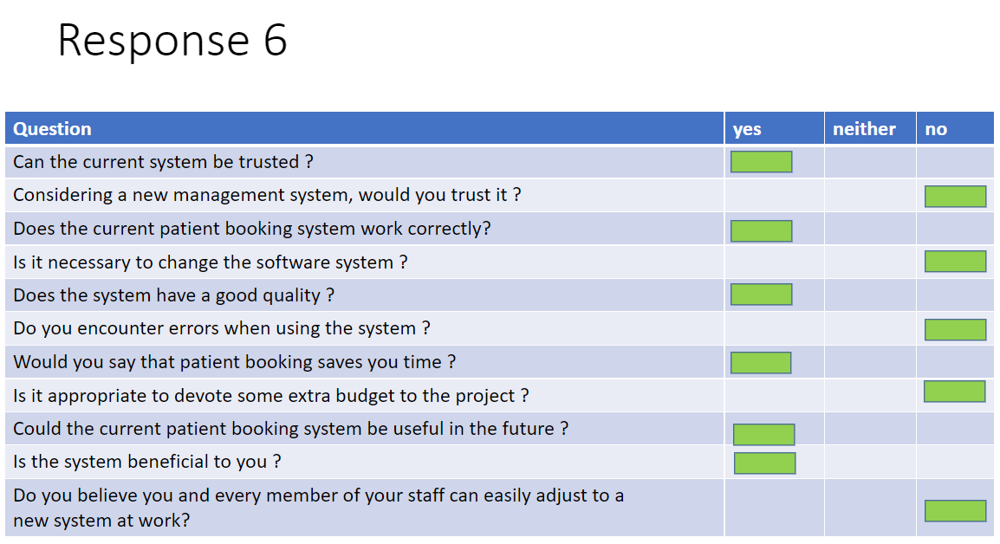 Response 6
Question yes neither no
Can the current system be trusted ?
Considering a new management system, would you trust it ?
Does the current patient booking system work correctly?
Is it necessary to change the software system ?
Does the system have a good quality ?
Do you encounter errors when using the system ?
Would you say that patient booking saves you time ?
Is it appropriate to devote some extra budget to the project ?
Could the current patient booking system be useful in the future ?
Is the system beneficial to you ?
Do you believe you and every member of your staff can easily adjust to a
new system at work?